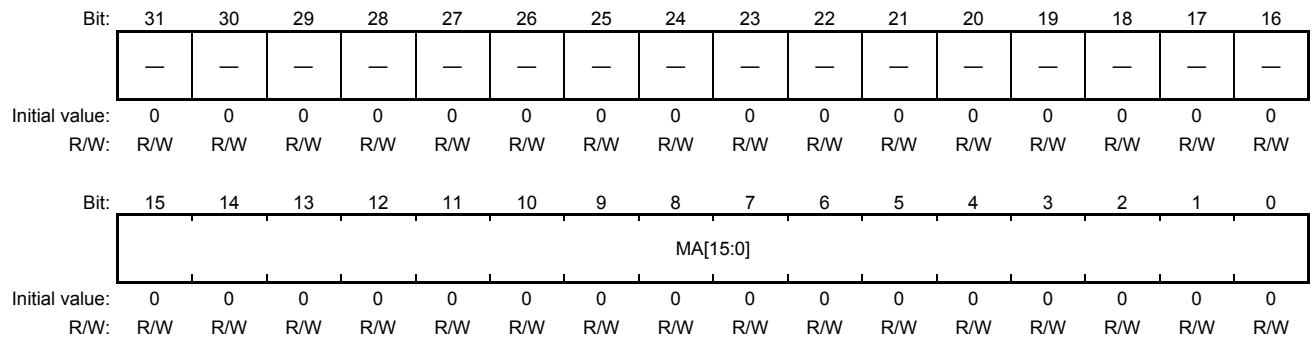 Bit: 31 30 29 28 27 26 25 24 23 22 21 20 19 18 17 16
— — — — — — — — — — — — — — — —
Initial value: 0 0 0 0 0 0 0 0 0 0 0 0 0 0 0 0
R/W: R/W R/W R/W R/W R/W R/W R/W R/W R/W R/W R/W R/W R/W R/W R/W R/W
Bit: 15 14 13 12 11 10 9 8 7 6 5 4 3 2 1 0
MA[15:0]
Initial value: 0 0 0 0 0 0 0 0 0 0 0 0 0 0 0 0
R/W: R/W R/W R/W R/W R/W R/W R/W R/W R/W R/W R/W R/W R/W R/W R/W R/W